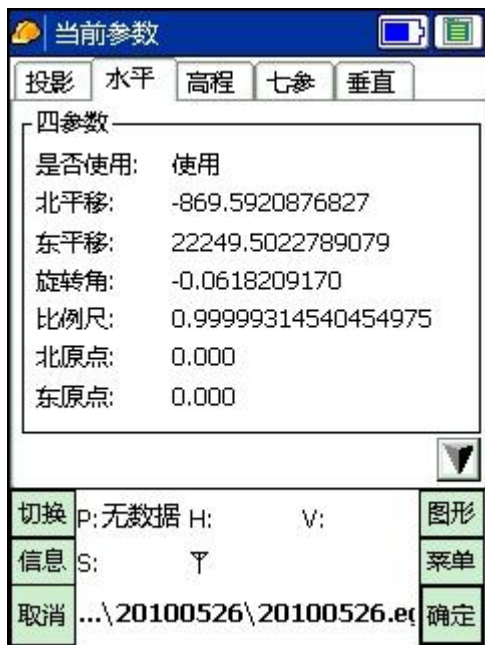 当前参数
投影 水平 高程 七参 垂直
四参数
是否使用: 使用
北平移: -869.5920876827
东平移: 22249.5022789079
旋转角: -0.0618209170
比例尺: 0.99999314540454975
北原点: 0.000
东原点: 0.000
切换 P:无数据 H: V: 图形
信息 S: 菜单
取消 ...\20100526\20100526.eg 确定